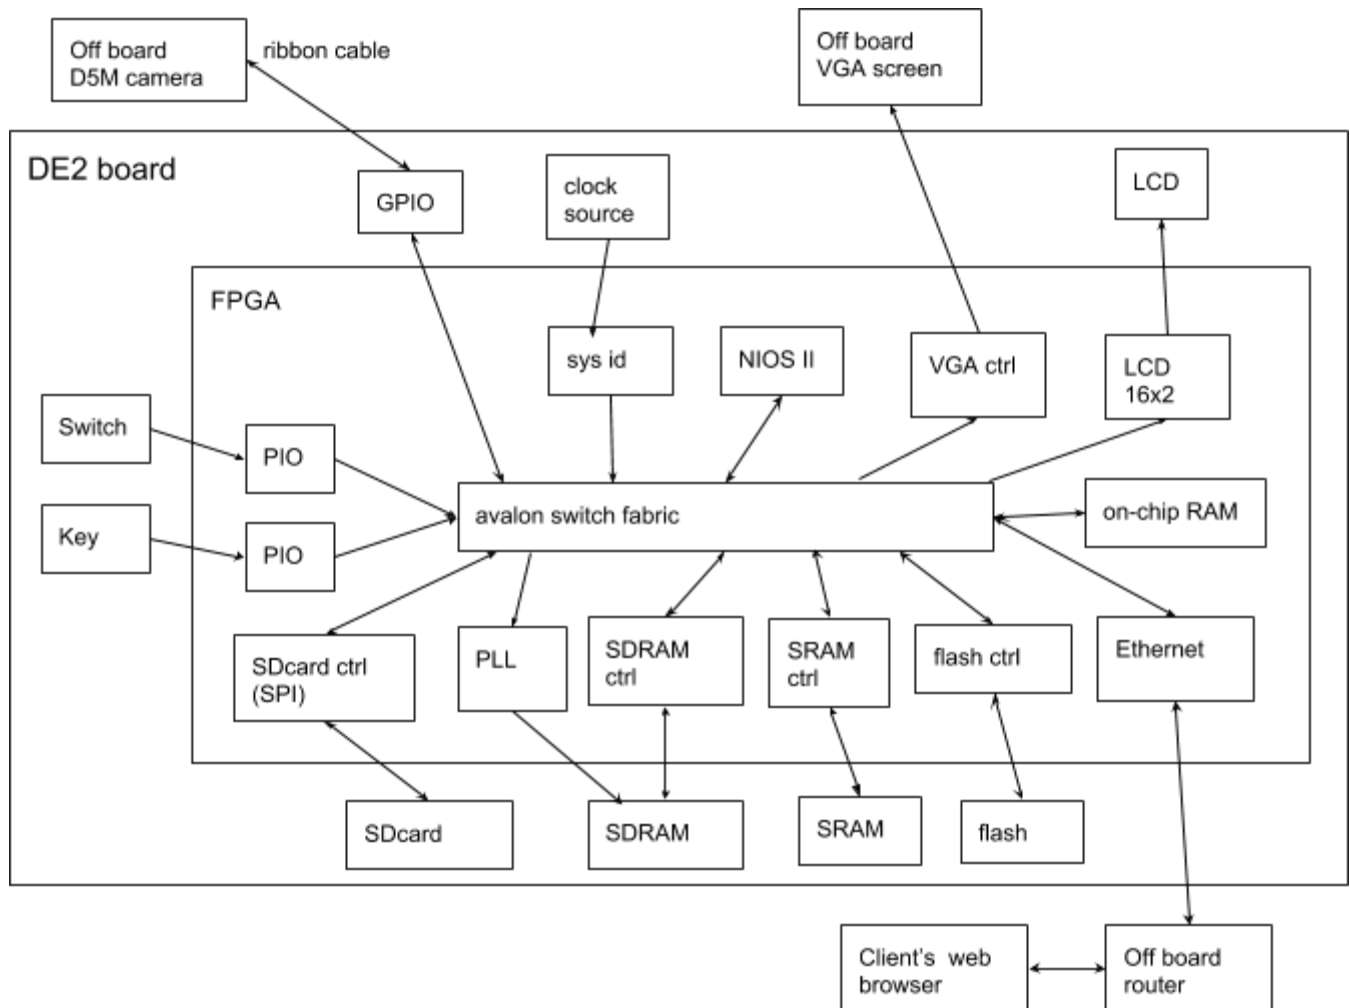 Off board
D5M camera
ribbon cable
Off board
VGA screen
DE2 board
GPIO
clock
source
LCD
FPGA
sys id
NIOS II
VGA ctrl
LCD
16x2
Switch
PIO
Key
PIO
avalon switch fabric
on-chip RAM
SDcard ctrl
(SPI)
PLL
SDRAM
ctrl
SRAM
ctrl
flash ctrl
Ethernet
SDcard
SDRAM
SRAM
flash
Client's web
browser
Off board
router